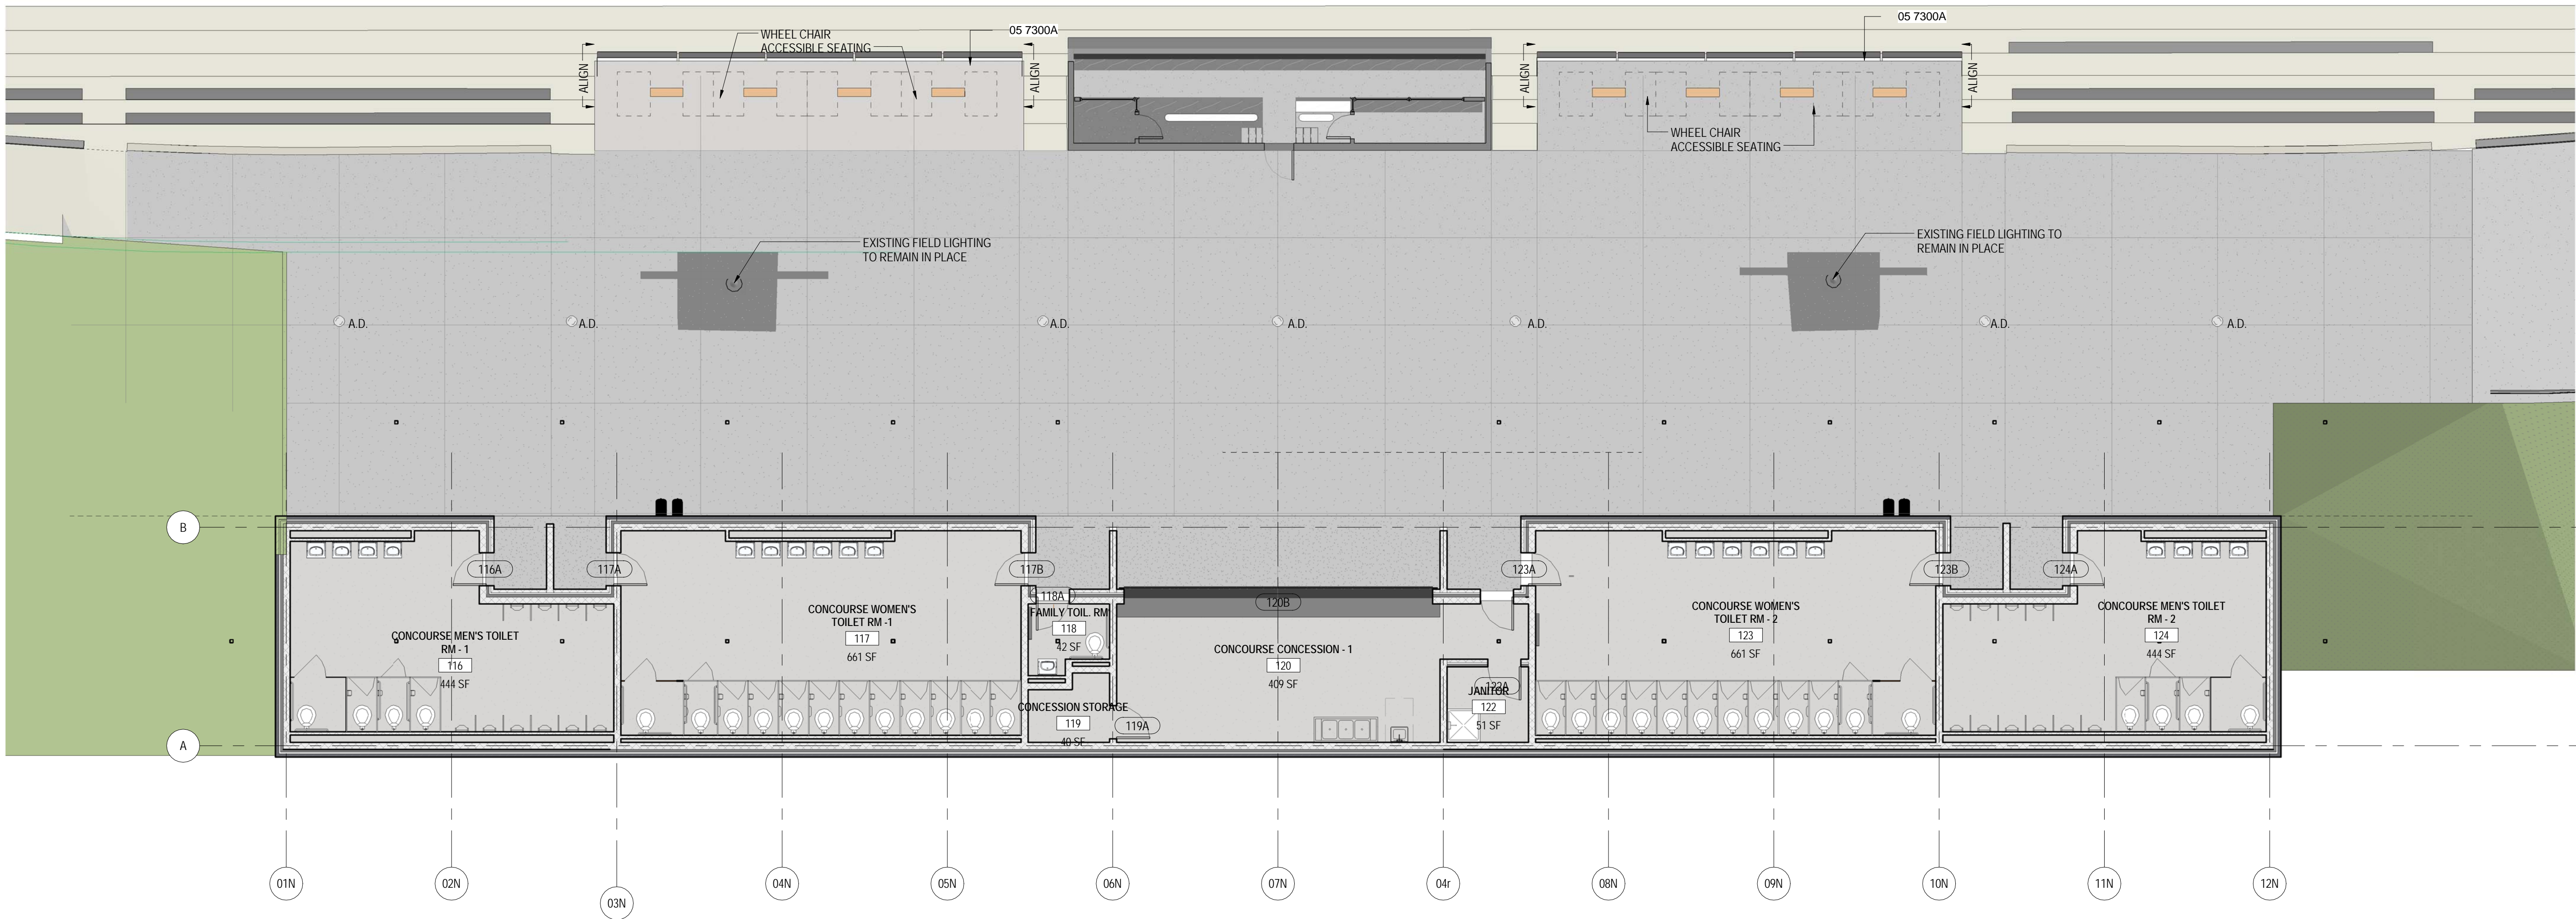 05 7300A
05 7300A
WHEEL CHAIR
ACCESSIBLE SEATING
ALIGN
ALIGN
ALIGN
ALIGN
WHEEL CHAIR
ACCESSIBLE SEATING
EXISTING FIELD LIGHTING
TO REMAIN IN PLACE
EXISTING FIELD LIGHTING TO
REMAIN IN PLACE
A.D.
A.D.
A.D.
A.D.
A.D.
A.D.
A.D.
B
116A
117A
117B
123A
123B
124A
118A
120B
CONCOURSE MEN'S TOILET
RM - 1
116
444 SF
CONCOURSE WOMEN'S
TOILET RM -1
117
661 SF
FAMILY TOIL. RM
118
42 SF
CONCESSION STORAGE
119
40 SF
119A
CONCOURSE CONCESSION - 1
120
409 SF
122A
JANITOR
122
51 SF
CONCOURSE WOMEN'S
TOILET RM - 2
123
661 SF
CONCOURSE MEN'S TOILET
RM - 2
124
444 SF
A
01N
02N
03N
04N
05N
06N
07N
04r
08N
09N
10N
11N
12N